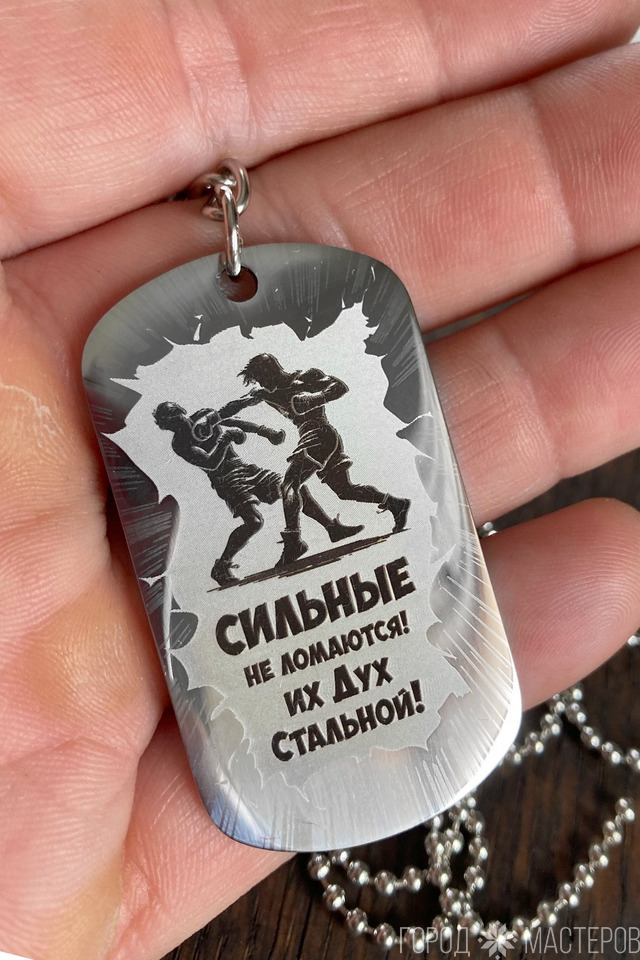 СИЛЬНЫЕ
НЕ ЛОМАЮТСЯ!
ИХ ДУХ
СТАЛЬНОЙ!
ГОРОД МАСТЕРОВ